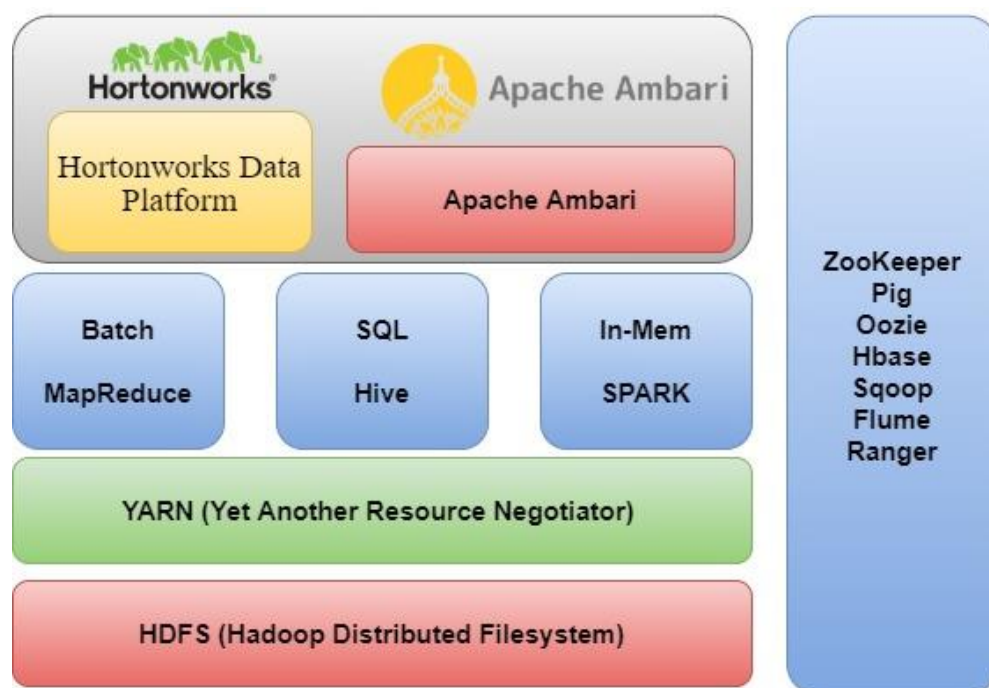 Hortonworks®
Apache Ambari
Hortonworks Data
Platform
Apache Ambari
Batch
MapReduce
SQL
Hive
In-Mem
SPARK
YARN (Yet Another Resource Negotiator)
HDFS (Hadoop Distributed Filesystem)
ZooKeeper
Pig
Oozie
Hbase
Sqoop
Flume
Ranger